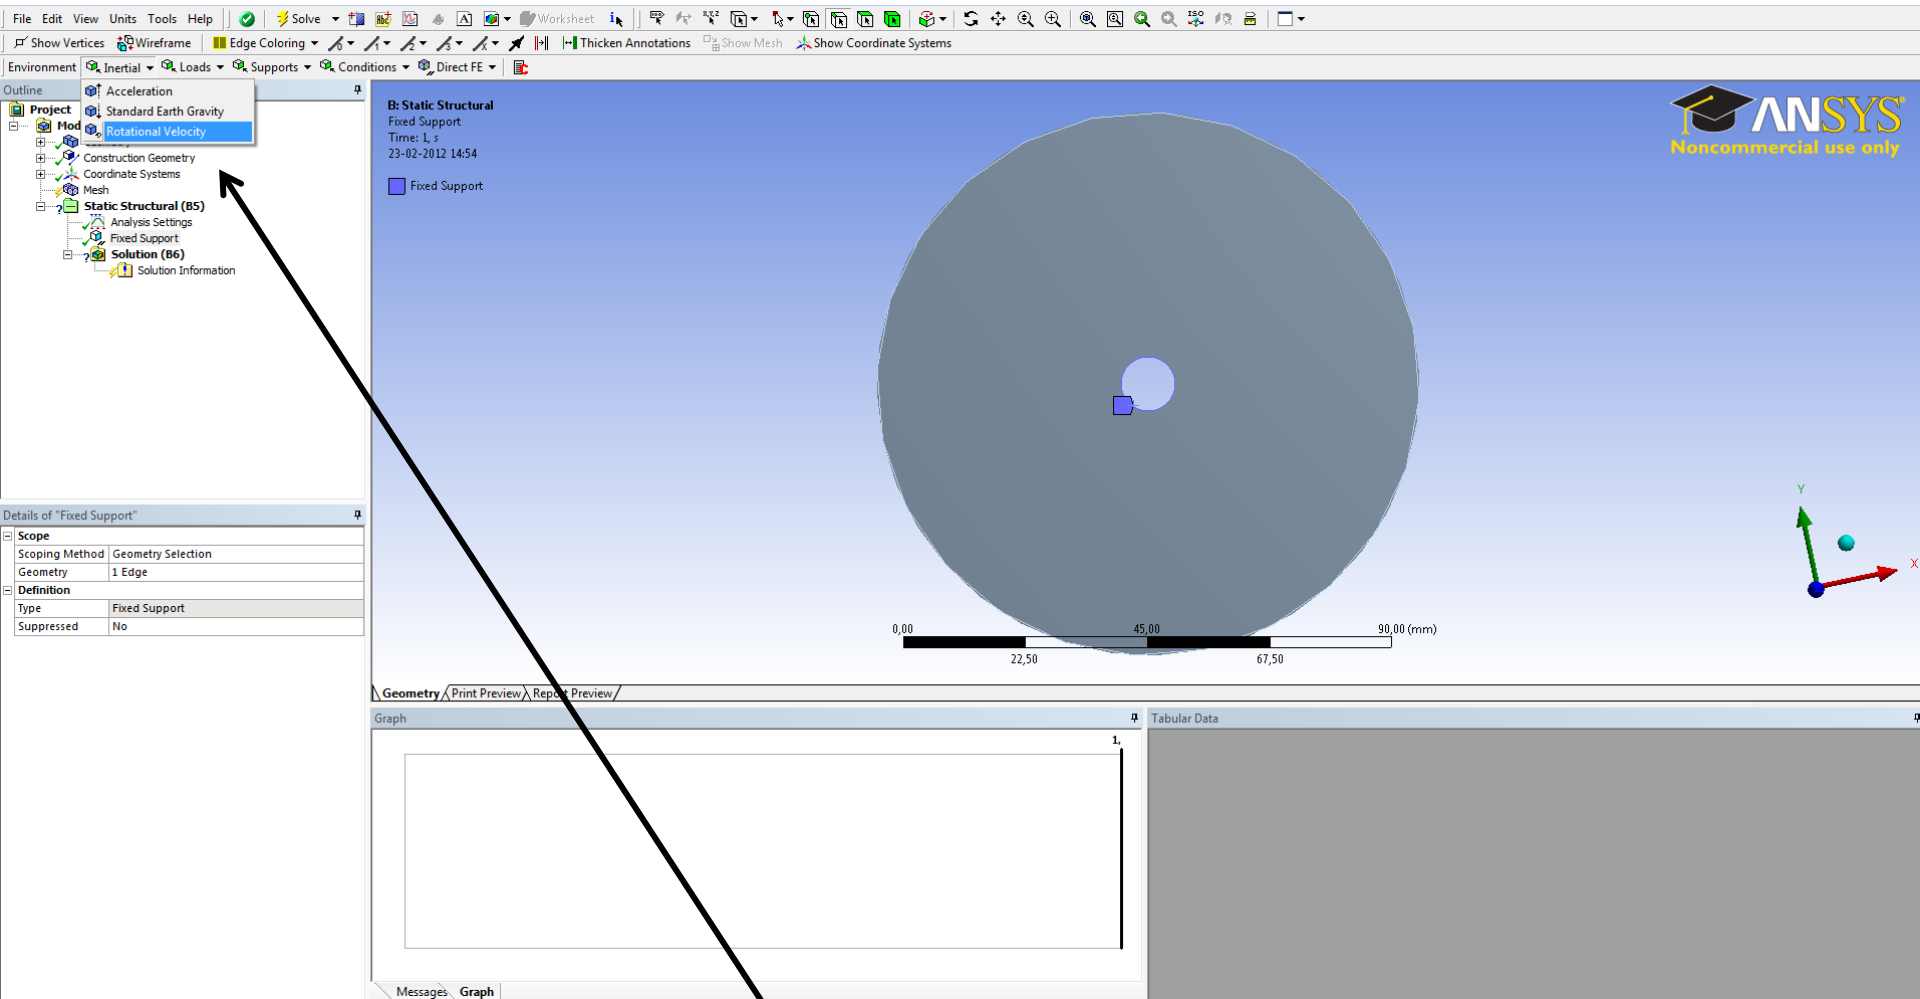 File Edit View Units Tools Help Solve Worksheet
Show Vertices Wireframe Edge Coloring Thicken Annotations Show Mesh Show Coordinate Systems
Environment Inertial Loads Supports Conditions Direct FE
Outline
Acceleration
Standard Earth Gravity
Rotational Velocity
Project
Mod
Construction Geometry
Coordinate Systems
Mesh
Static Structural (B5)
Analysis Settings
Fixed Support
Solution (B6)
Solution Information
B: Static Structural
Fixed Support
Time: 1, s
23-02-2012 14:54
Fixed Support
ANSYS
Noncommercial use only
Y
X
0,00 45,00 90,00 (mm)
22,50 67,50
Details of "Fixed Support"
Scope
Scoping Method Geometry Selection
Geometry 1 Edge
Definition
Type Fixed Support
Suppressed No
Geometry Print Preview Report Preview
Graph
1,
Tabular Data
Messages Graph